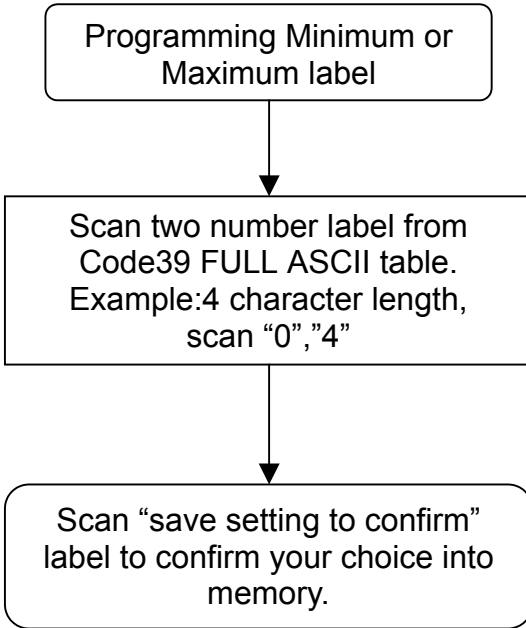 Programming Minimum or
Maximum label
Scan two number label from
Code39 FULL ASCII table.
Example:4 character length,
scan “0”,”4”
Scan “save setting to confirm”
label to confirm your choice into
memory.